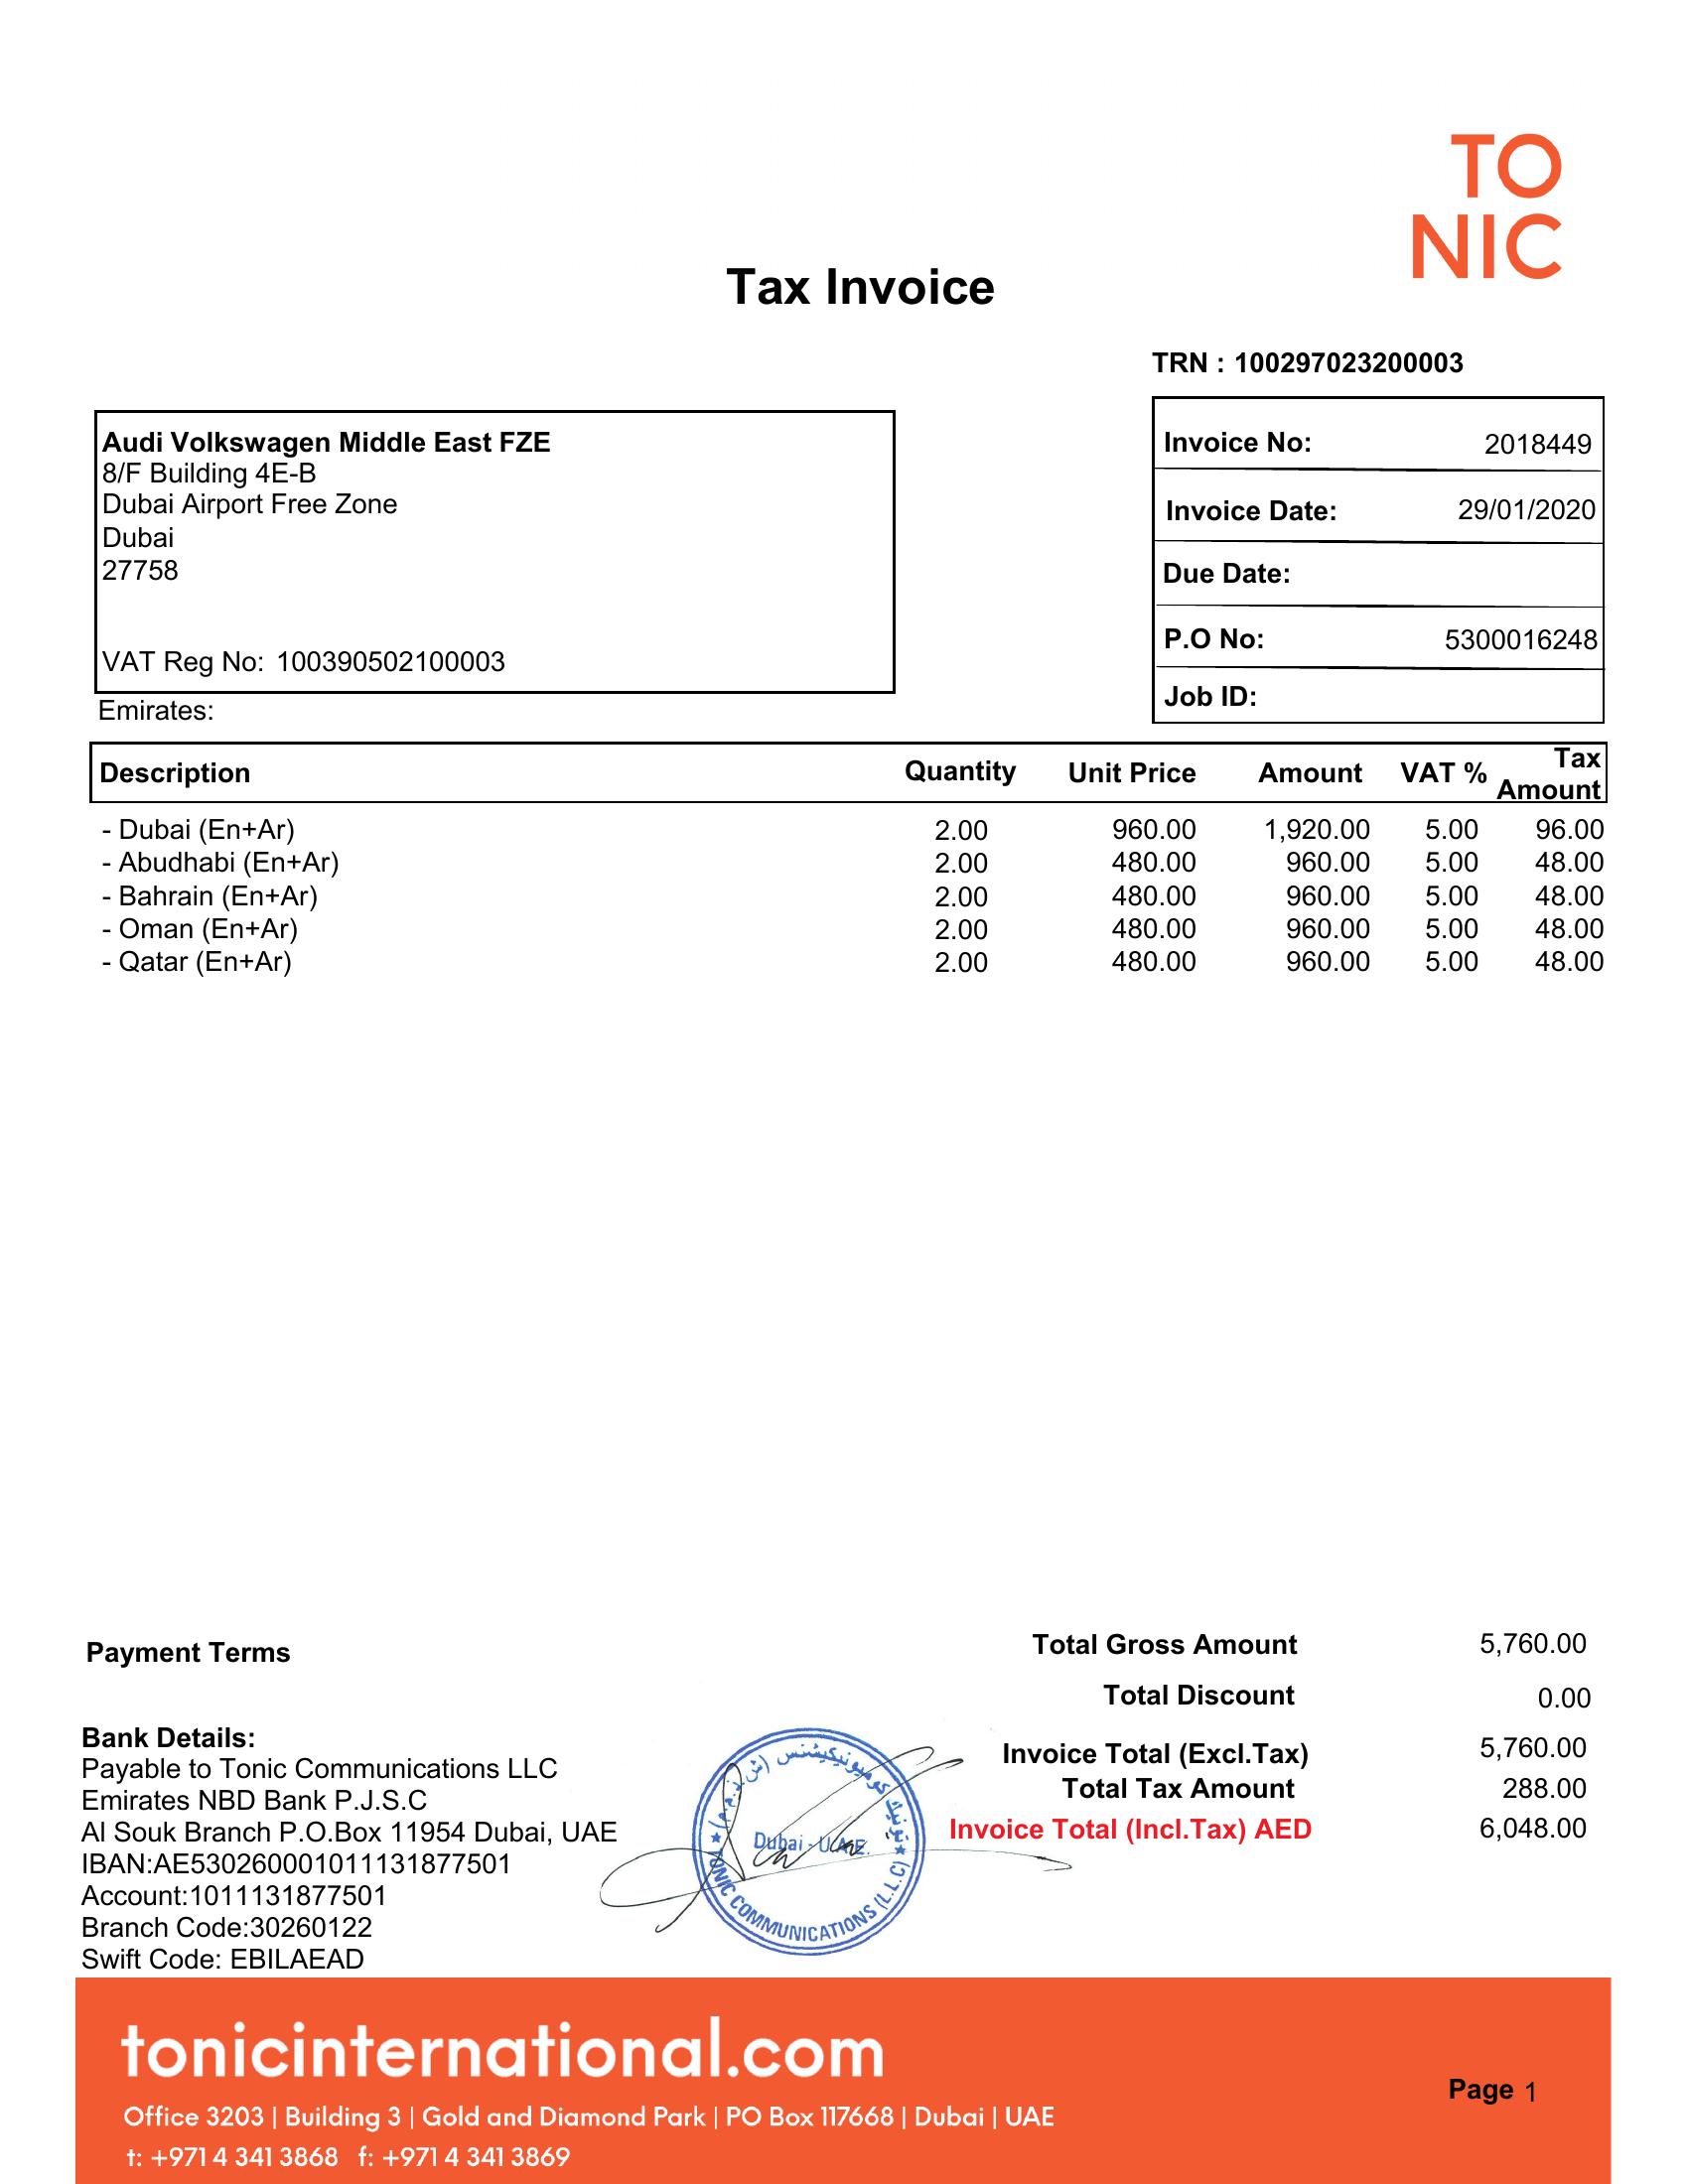 TO
NIC
Tax Invoice
TRN : 100297023200003
Audi Volkswagen Middle East FZE
8/F Building 4E-B
Dubai Airport Free Zone
Dubai
27758
VAT Reg No: 100390502100003
Emirates:
Invoice No: 2018449
Invoice Date: 29/01/2020
Due Date:
P.O No: 5300016248
Job ID:
Description Quantity Unit Price Amount VAT % Tax Amount
- Dubai (En+Ar) 2.00 960.00 1,920.00 5.00 96.00
- Abudhabi (En+Ar) 2.00 480.00 960.00 5.00 48.00
- Bahrain (En+Ar) 2.00 480.00 960.00 5.00 48.00
- Oman (En+Ar) 2.00 480.00 960.00 5.00 48.00
- Qatar (En+Ar) 2.00 480.00 960.00 5.00 48.00
Payment Terms
Bank Details:
Payable to Tonic Communications LLC
Emirates NBD Bank P.J.S.C
Al Souk Branch P.O.Box 11954 Dubai, UAE
IBAN:AE530260001011131877501
Account:1011131877501
Branch Code:30260122
Swift Code: EBILAEAD
تونيك كوميونيكيشنس (ش.ذ.م.م)
Dubai - U.A.E.
TONIC COMMUNICATIONS (L.L.C)
Total Gross Amount 5,760.00
Total Discount 0.00
Invoice Total (Excl.Tax) 5,760.00
Total Tax Amount 288.00
Invoice Total (Incl.Tax) AED 6,048.00
tonicinternational.com
Office 3203 | Building 3 | Gold and Diamond Park | PO Box 117668 | Dubai | UAE
t: +971 4 341 3868 f: +971 4 341 3869
Page 1